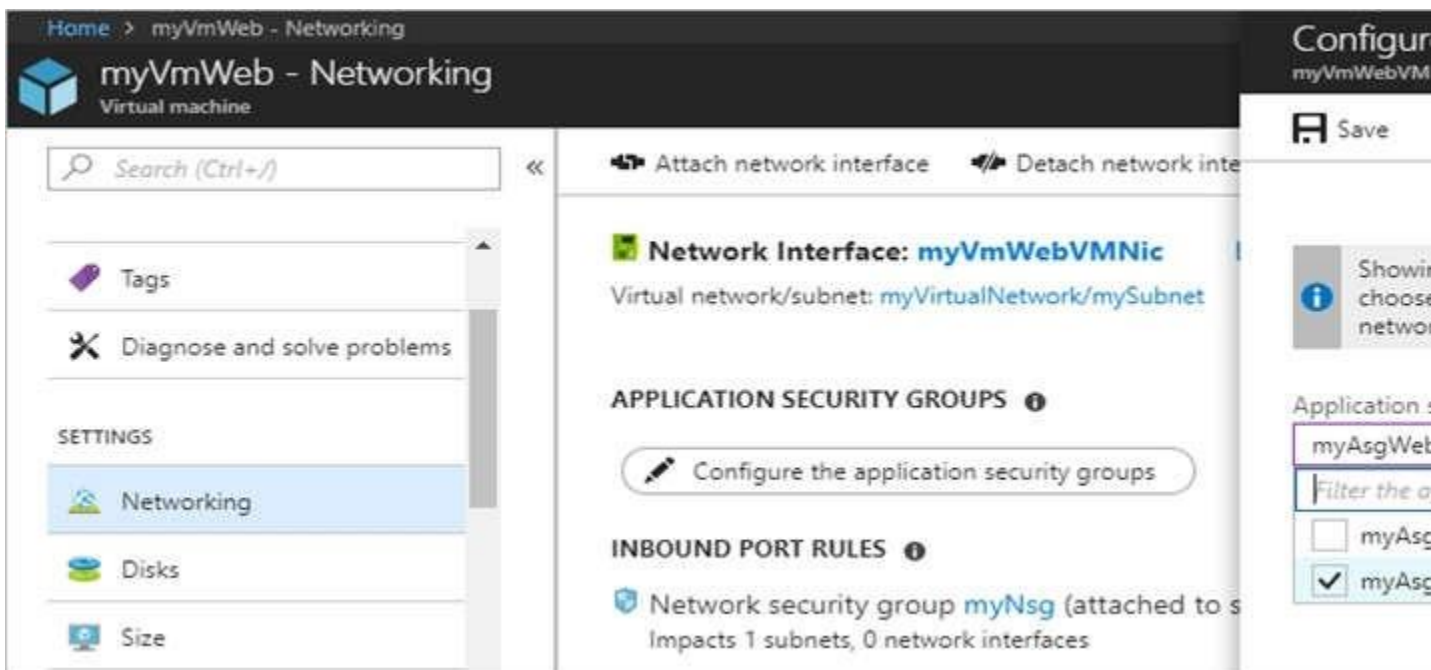 Home > myVmWeb - Networking
myVmWeb - Networking
Virtual machine
Search (Ctrl+/)
«
Tags
Diagnose and solve problems
SETTINGS
Networking
Disks
Size
Attach network interface
Detach network inte
Network Interface: myVmWebVMNic
Virtual network/subnet: myVirtualNetwork/mySubnet
APPLICATION SECURITY GROUPS
Configure the application security groups
INBOUND PORT RULES
Network security group myNsg (attached to s
Impacts 1 subnets, 0 network interfaces
Configur
myVmWebVM
Save
Showin
choose
networ
Application s
myAsgWeb
Filter the a
myAsg
myAsg